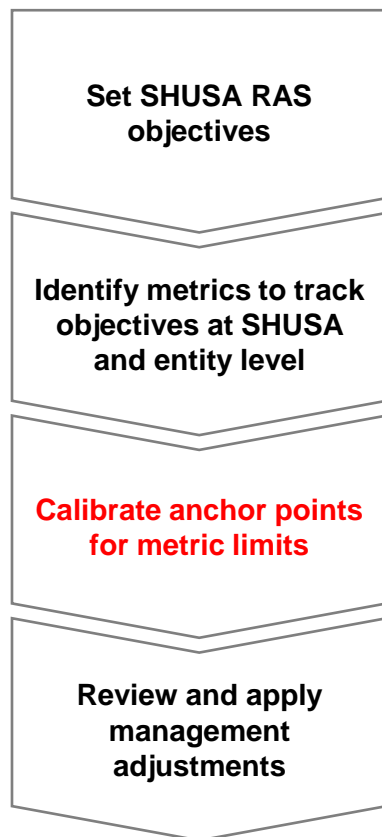 Set SHUSA RAS
objectives
Identify metrics to track
objectives at SHUSA
and entity level
Calibrate anchor points
for metric limits
Review and apply
management
adjustments